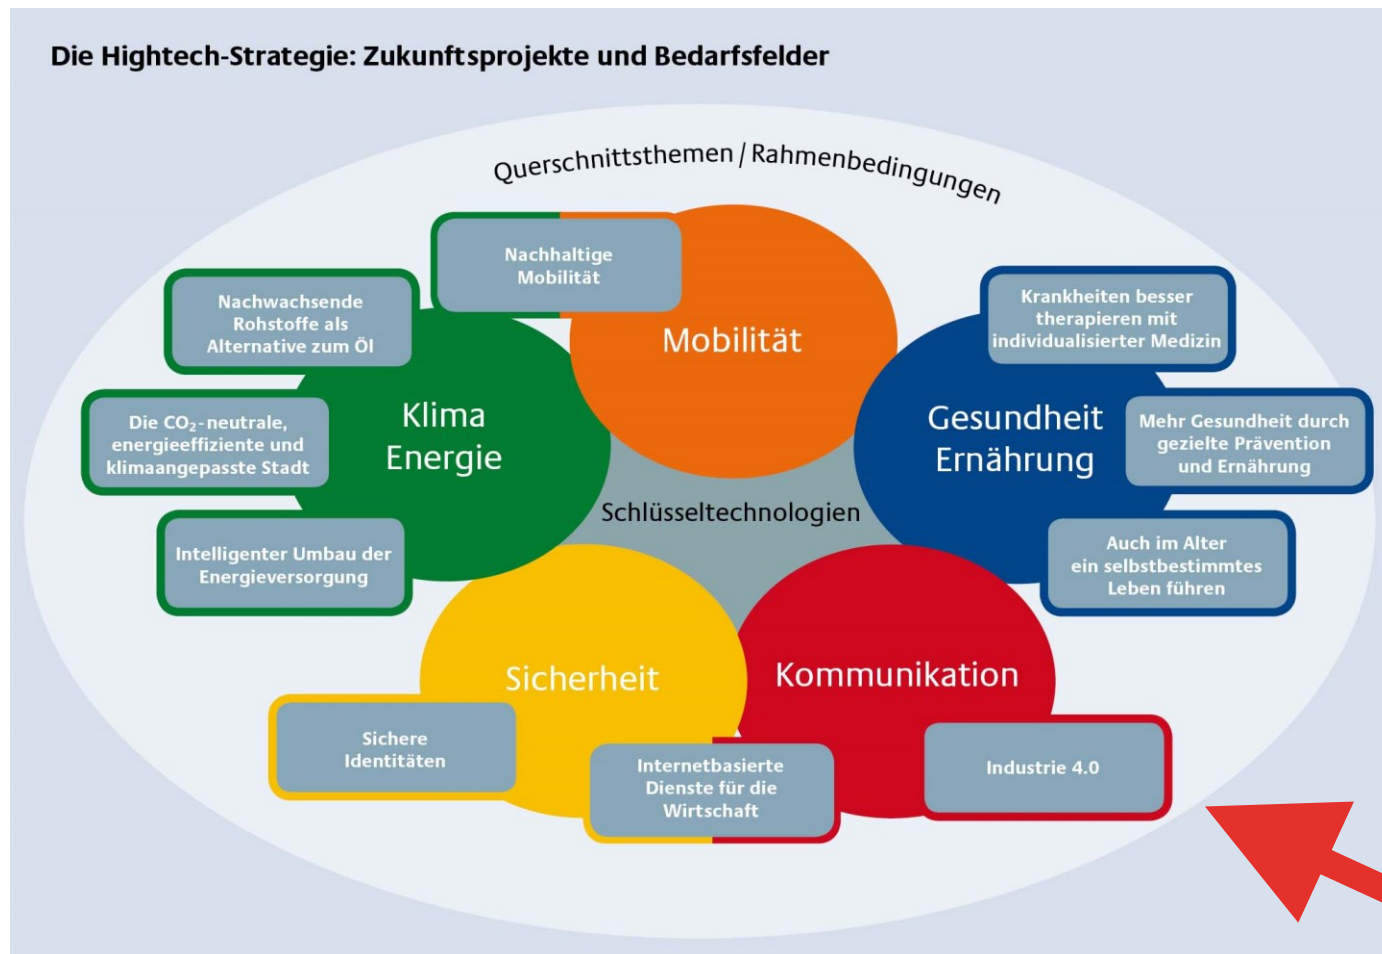 Die Hightech-Strategie: Zukunftsprojekte und Bedarfsfelder
Querschnittsthemen / Rahmenbedingungen
Nachhaltige
Mobilität
Mobilität
Nachwachsende
Rohstoffe als
Alternative zum Öl
Die CO₂-neutrale,
energieeffiziente und
klimaangepasste Stadt
Intelligenter Umbau der
Energieversorgung
Klima
Energie
Krankheiten besser
therapieren mit
individualisierter Medizin
Gesundheit
Ernährung
Mehr Gesundheit durch
gezielte Prävention
und Ernährung
Auch im Alter
ein selbstbestimmtes
Leben führen
Schlüsseltechnologien
Sicherheit
Kommunikation
Sichere
Identitäten
Internetbasierte
Dienste für die
Wirtschaft
Industrie 4.0